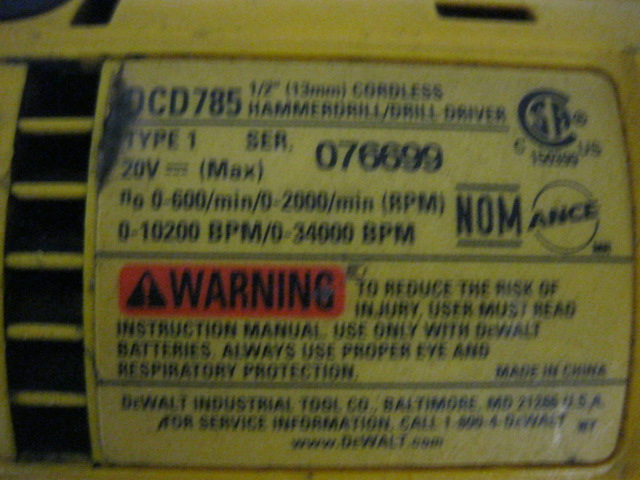 DCD785 1/2" (13mm) CORDLESS
HAMMERDRILL/DRILL DRIVER
TYPE 1 SER. 076699
20V ⎓ (Max)
n₀ 0-600/min/0-2000/min (RPM)
0-10200 BPM/0-34000 BPM
CSA®
C US
NOM ANCE
WARNING TO REDUCE THE RISK OF
INJURY, USER MUST READ
INSTRUCTION MANUAL. USE ONLY WITH DeWALT
BATTERIES. ALWAYS USE PROPER EYE AND
RESPIRATORY PROTECTION.
MADE IN CHINA
DeWALT INDUSTRIAL TOOL CO., BALTIMORE, MD 21286 U.S.A.
FOR SERVICE INFORMATION, CALL 1-800-4-DeWALT
www.DeWALT.com